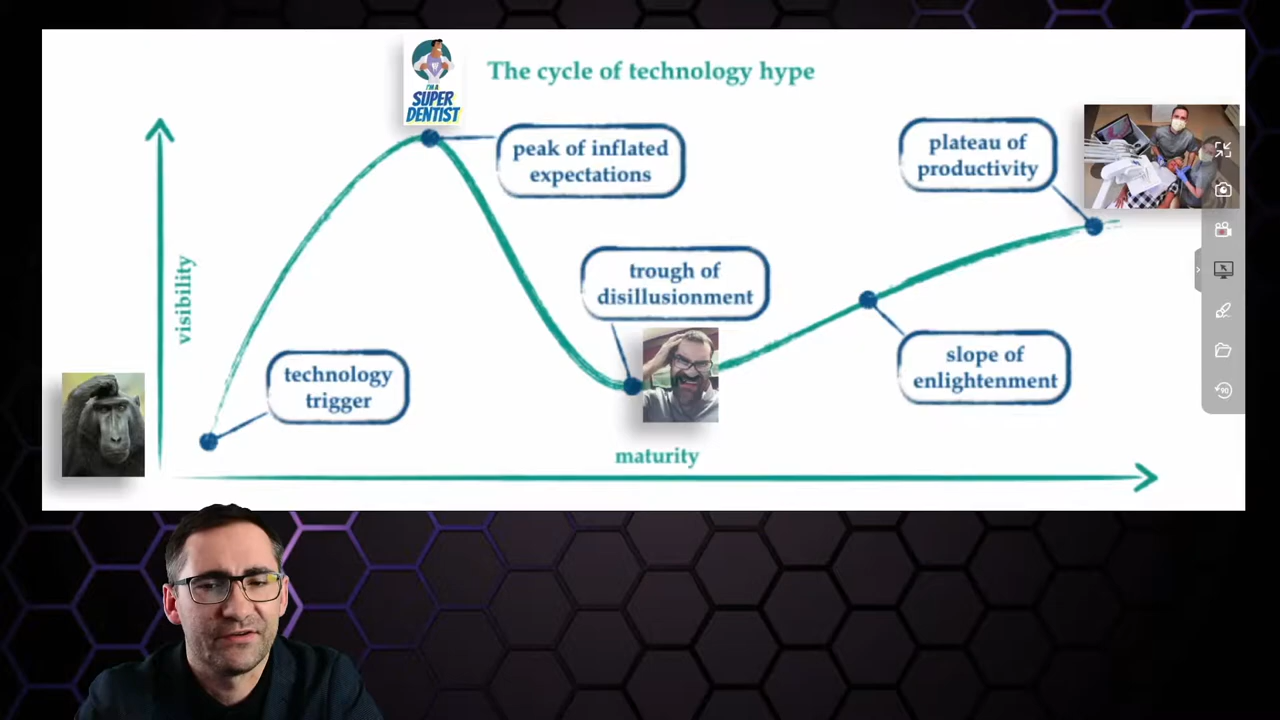 The cycle of technology hype
I'M A
SUPER
DENTIST
peak of inflated
expectations
plateau of
productivity
trough of
disillusionment
visibility
technology
trigger
slope of
enlightenment
maturity
90